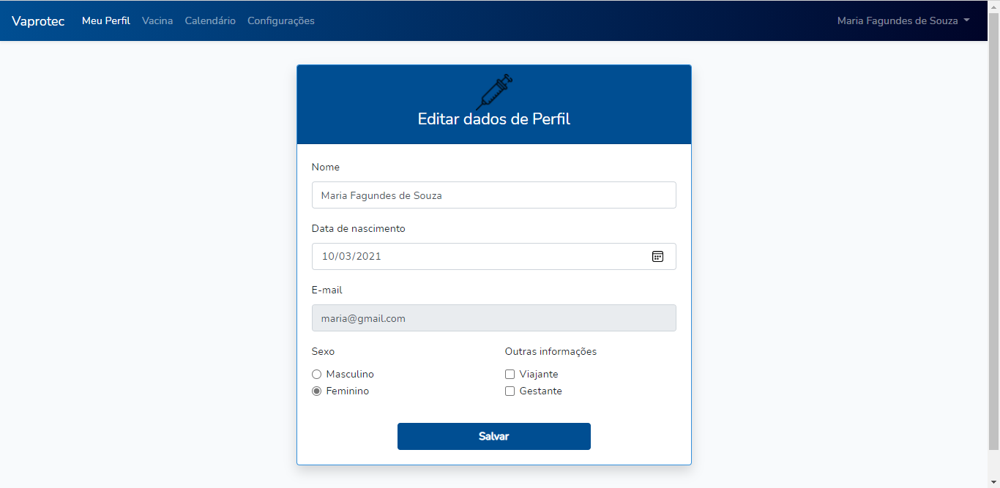 Vaprotec Meu Perfil Vacina Calendário Configurações Maria Fagundes de Souza
Editar dados de Perfil
Nome
Maria Fagundes de Souza
Data de nascimento
10/03/2021
E-mail
maria@gmail.com
Sexo Outras informações
Masculino Viajante
Feminino Gestante
Salvar